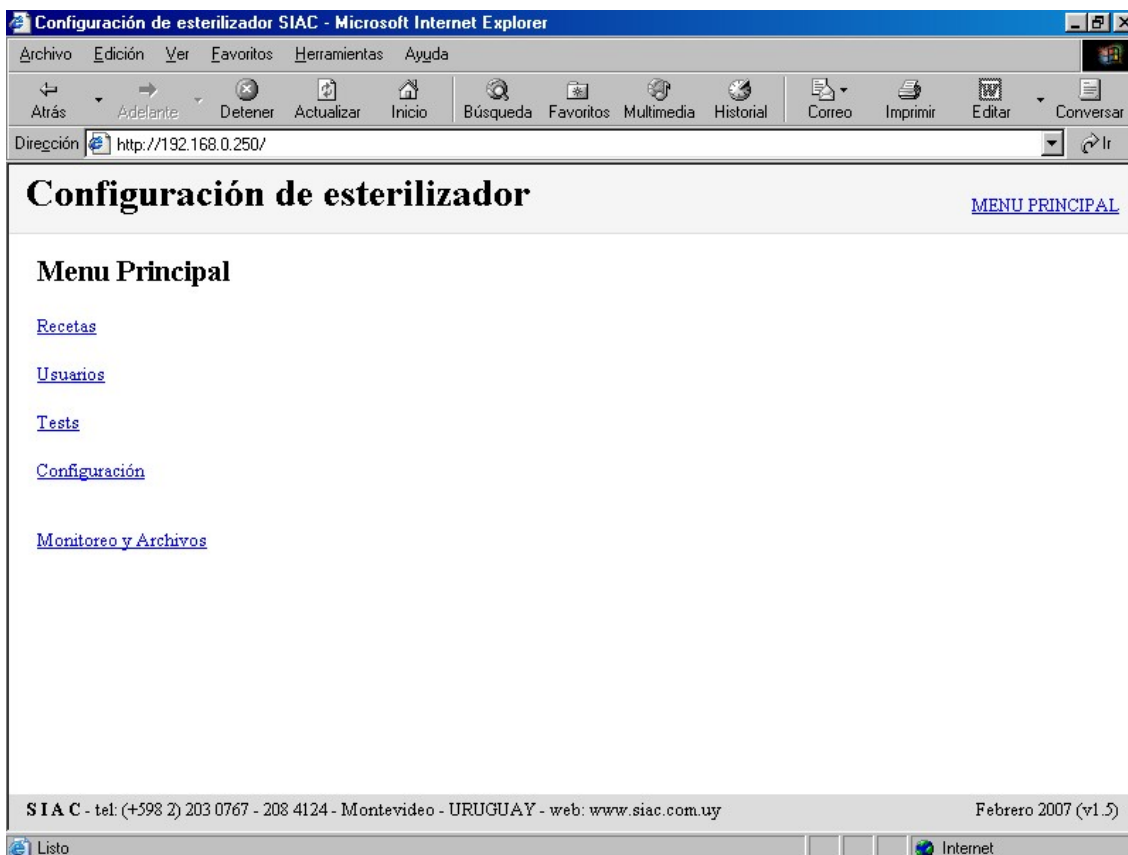 Configuración de esterilizador SIAC - Microsoft Internet Explorer
Archivo Edición Ver Favoritos Herramientas Ayuda
Atrás Adelante Detener Actualizar Inicio Búsqueda Favoritos Multimedia Historial Correo Imprimir Editar Conversar
Dirección http://192.168.0.250/ Ir
Configuración de esterilizador
MENU PRINCIPAL
Menu Principal
Recetas
Usuarios
Tests
Configuración
Monitoreo y Archivos
S I A C - tel: (+598 2) 203 0767 - 208 4124 - Montevideo - URUGUAY - web: www.siac.com.uy Febrero 2007 (v1.5)
Listo Internet